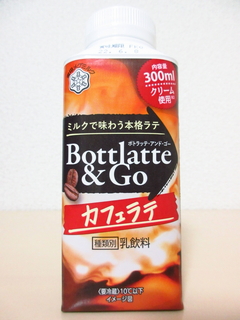 内容量
300ml
クリーム
使用
ミルクで味わう本格ラテ
ボトラッテ・アンド・ゴー
Bottlatte
& Go
カフェラテ
種類別 乳飲料
〈要冷蔵〉10℃以下
イメージ図